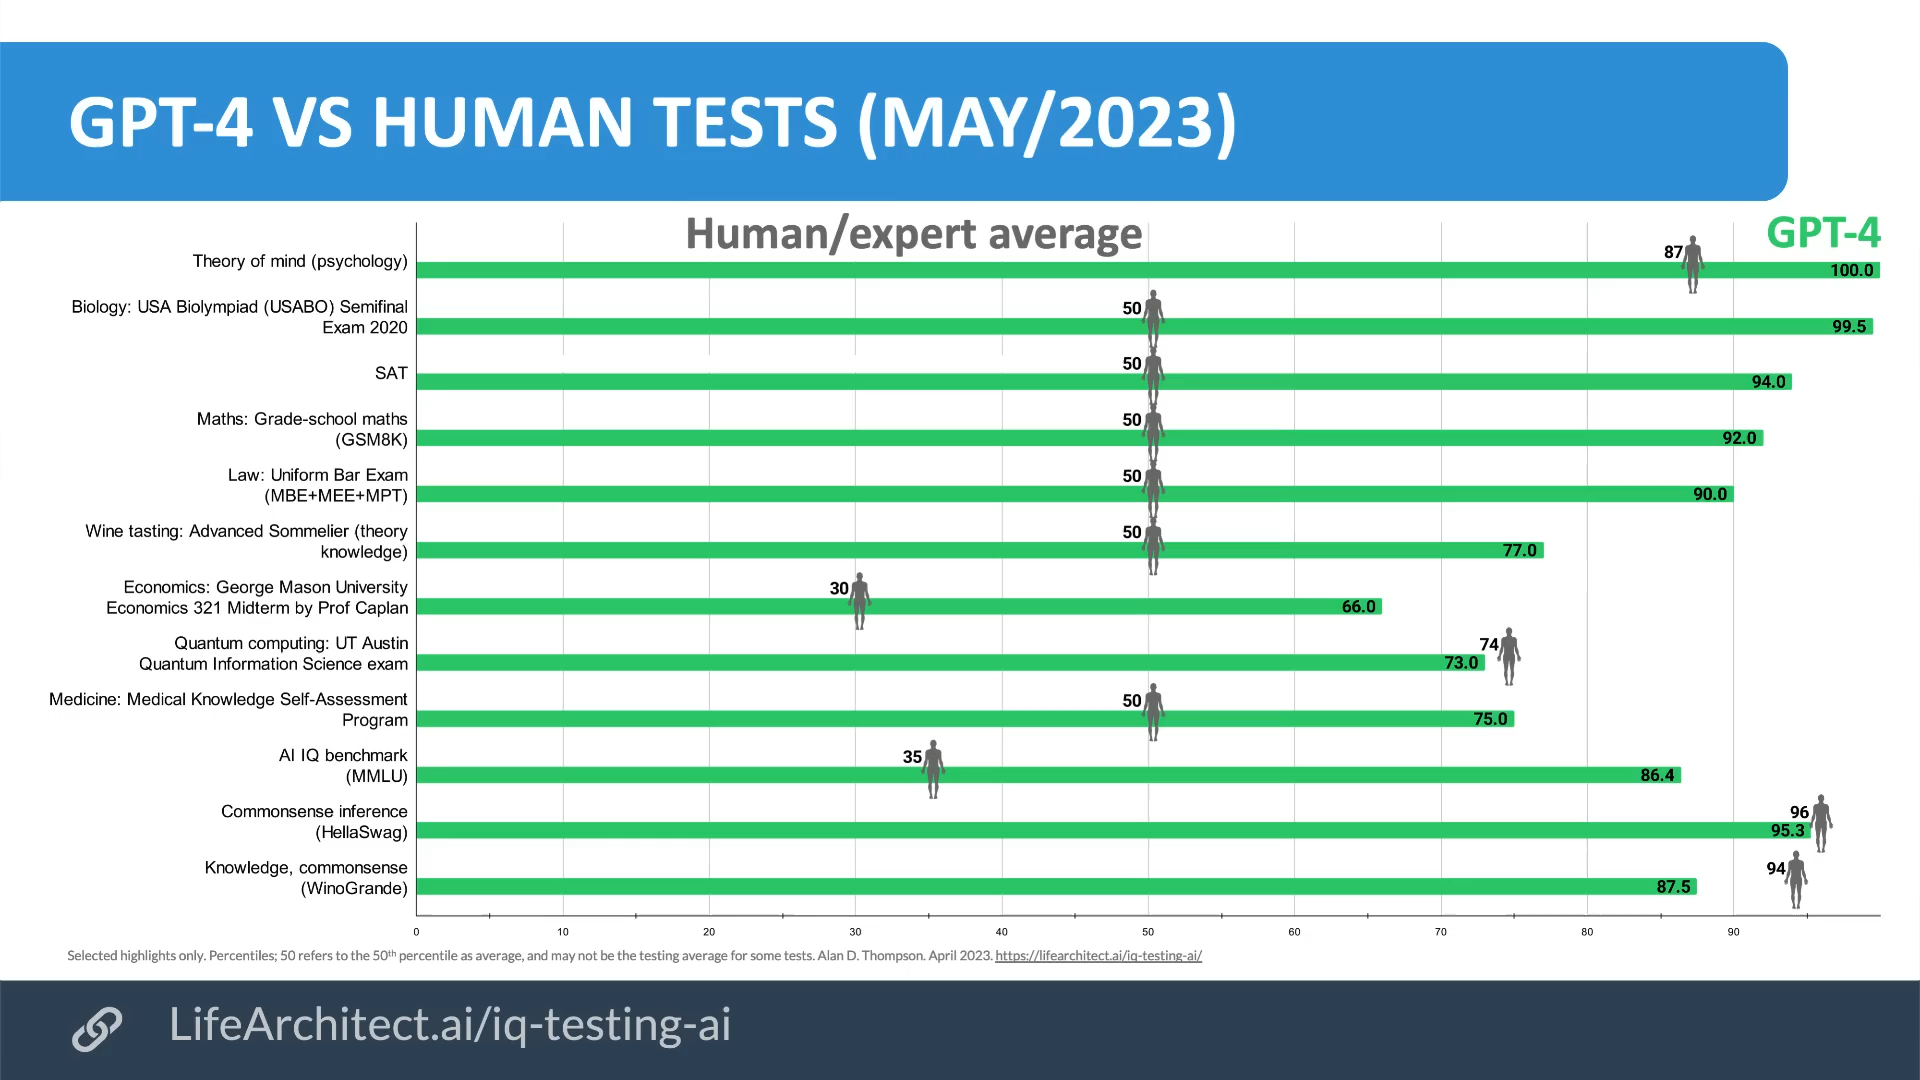 GPT-4 VS HUMAN TESTS (MAY/2023)
Human/expert average
GPT-4
Theory of mind (psychology)
87
100.0
Biology: USA Biolympiad (USABO) Semifinal
Exam 2020
50
99.5
SAT
50
94.0
Maths: Grade-school maths
(GSM8K)
50
92.0
Law: Uniform Bar Exam
(MBE+MEE+MPT)
50
90.0
Wine tasting: Advanced Sommelier (theory
knowledge)
50
77.0
Economics: George Mason University
Economics 321 Midterm by Prof Caplan
30
66.0
Quantum computing: UT Austin
Quantum Information Science exam
74
73.0
Medicine: Medical Knowledge Self-Assessment
Program
50
75.0
AI IQ benchmark
(MMLU)
35
86.4
Commonsense inference
(HellaSwag)
96
95.3
Knowledge, commonsense
(WinoGrande)
94
87.5
0 10 20 30 40 50 60 70 80 90
Selected highlights only. Percentiles; 50 refers to the 50th percentile as average, and may not be the testing average for some tests. Alan D. Thompson. April 2023. https://lifearchitect.ai/iq-testing-ai/
LifeArchitect.ai/iq-testing-ai